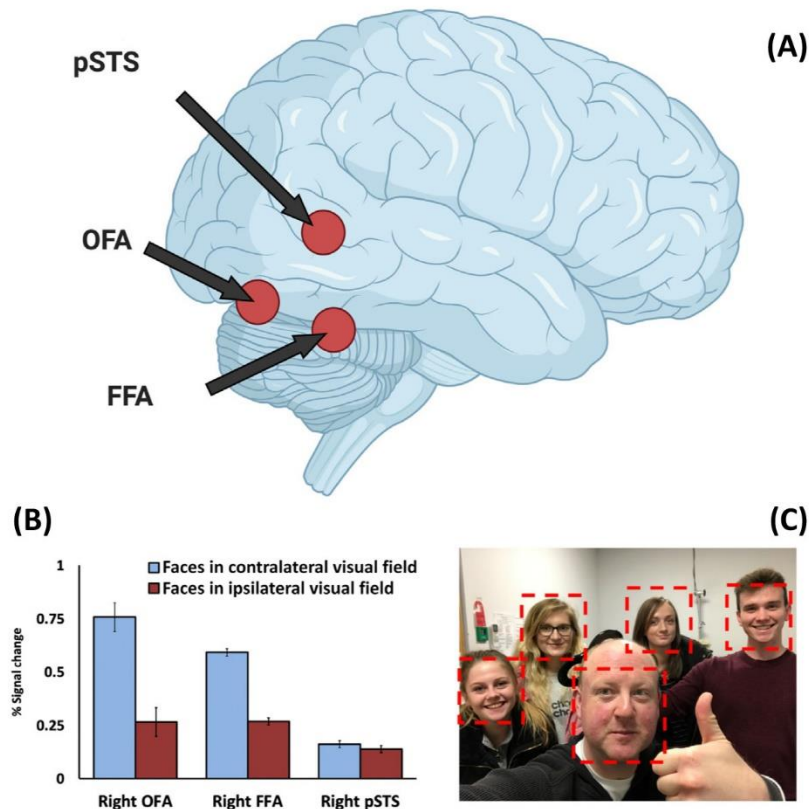 (A)
pSTS
OFA
FFA
(B)
(C)
1
0.75
0.5
0.25
0
% Signal change
Faces in contralateral visual field
Faces in ipsilateral visual field
Right OFA
Right FFA
Right pSTS